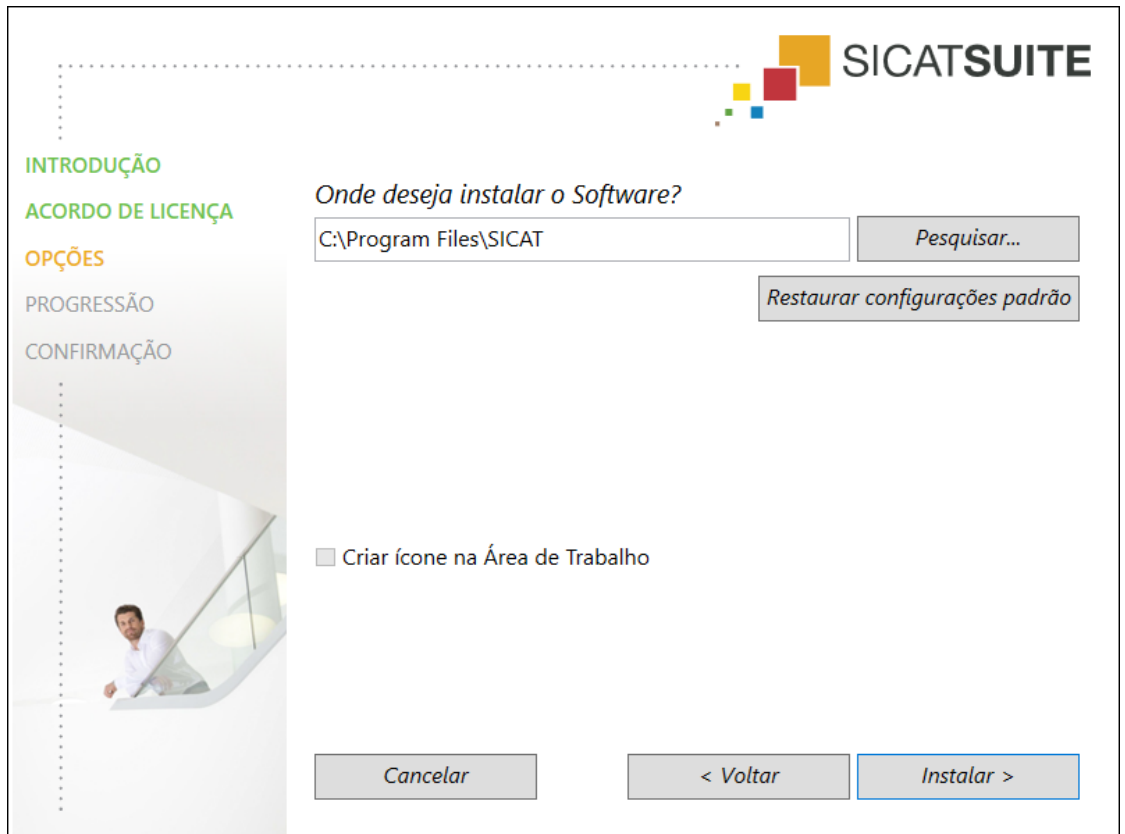 SICATSUITE
INTRODUÇÃO
ACORDO DE LICENÇA
OPÇÕES
PROGRESSÃO
CONFIRMAÇÃO
Onde deseja instalar o Software?
C:\Program Files\SICAT
Pesquisar...
Restaurar configurações padrão
Criar ícone na Área de Trabalho
Cancelar
< Voltar
Instalar >